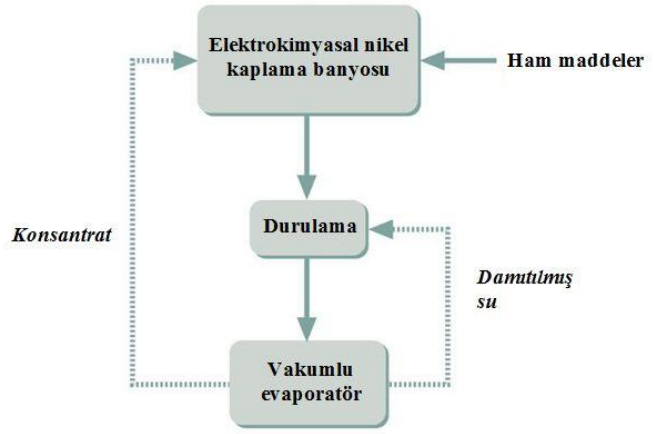 Elektrokimyasal nikel
kaplama banyosu
Ham maddeler
Durulama
Konsantrat
Damıtılmış
su
Vakumlu
evaporatör